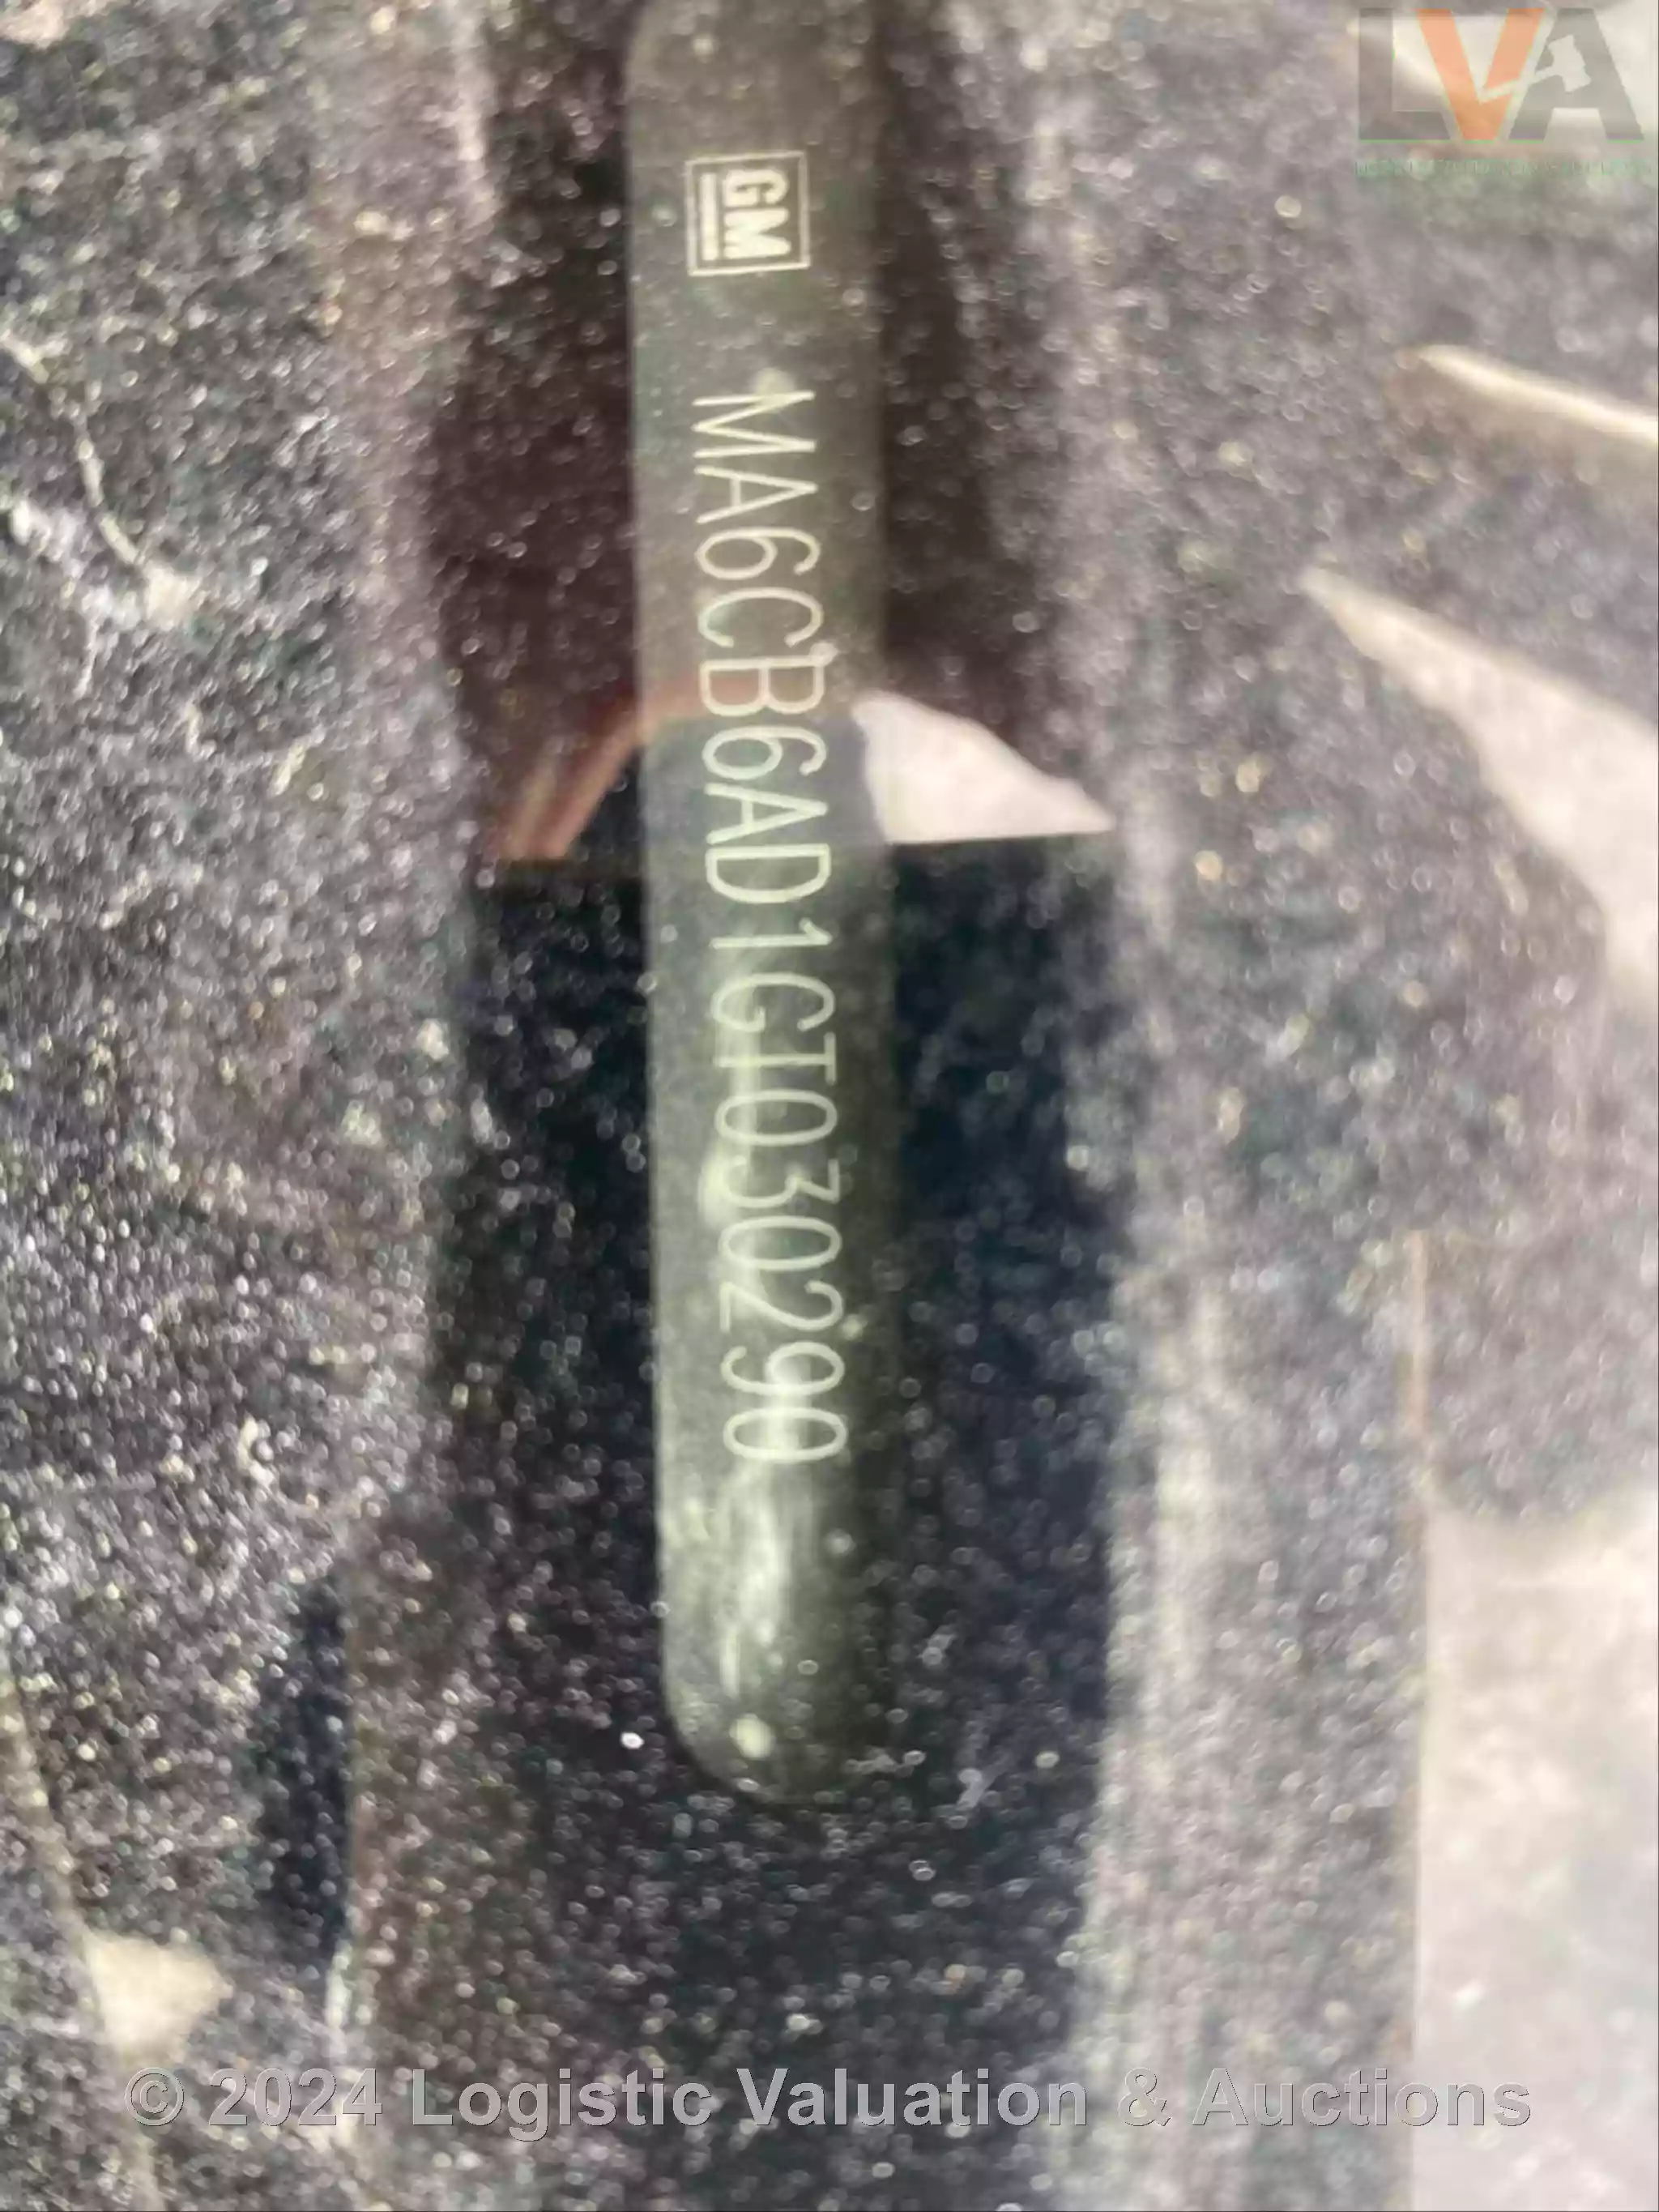 LVA
GM
MA6CB6AD1GT030290
© 2024 Logistic Valuation & Auctions